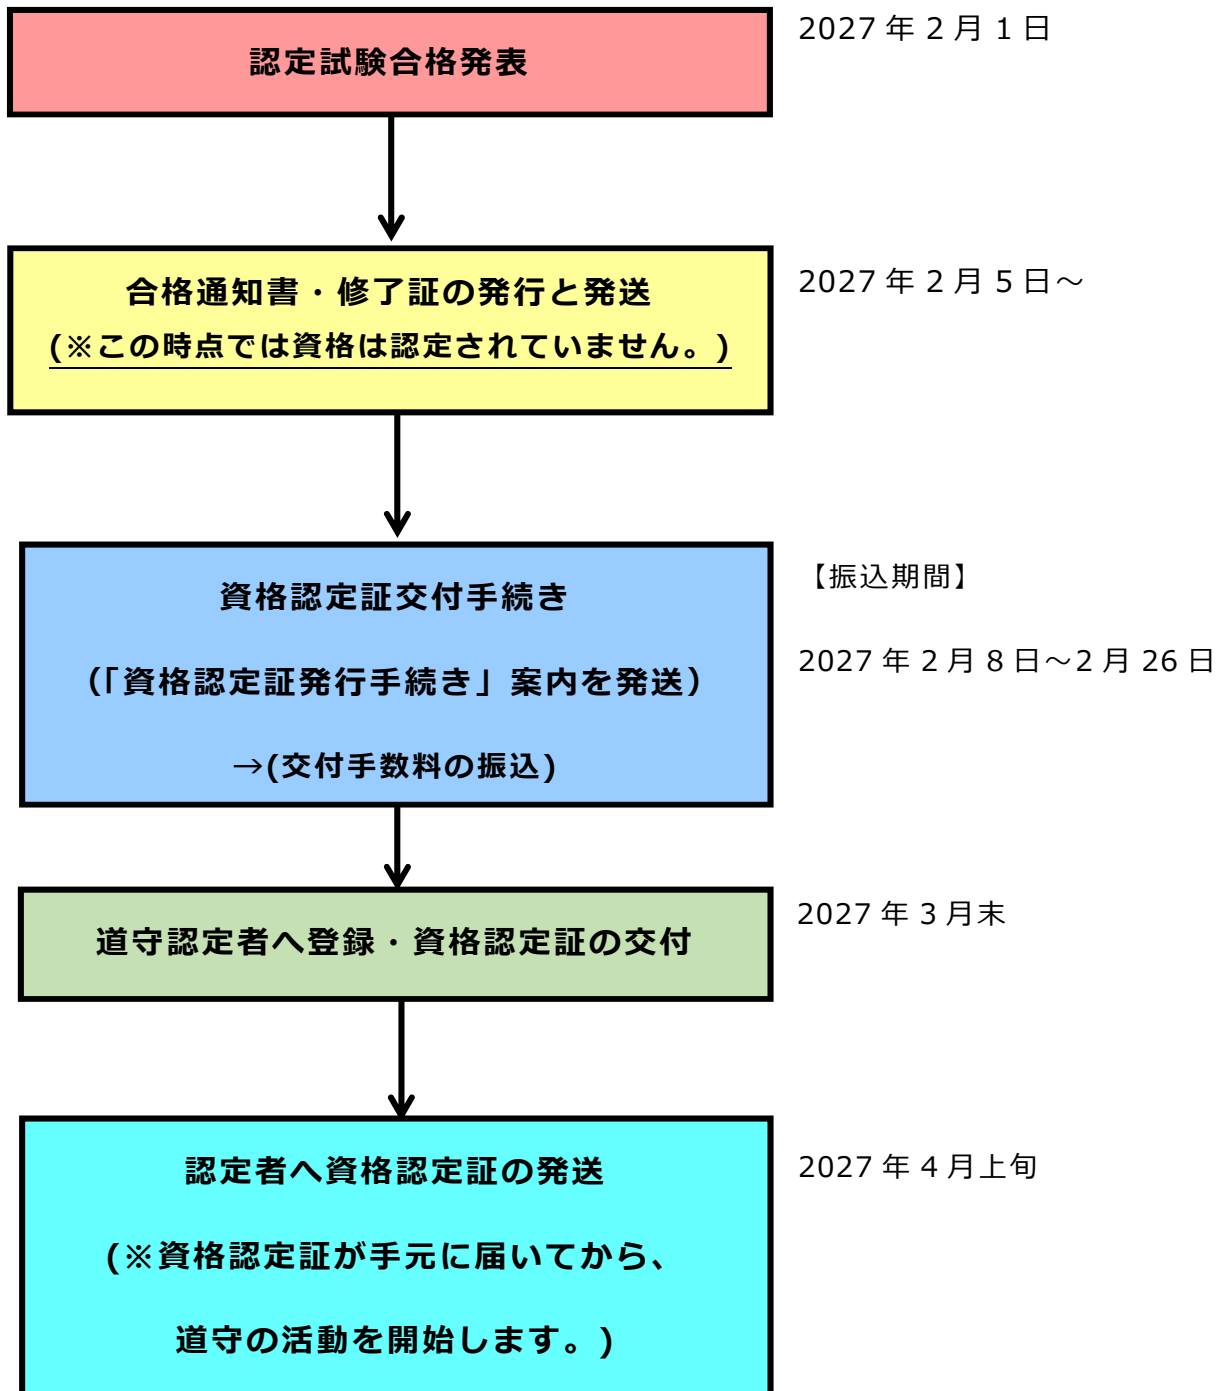 認定試験合格発表
2027年2月1日
合格通知書・修了証の発行と発送
(※この時点では資格は認定されていません。)
2027年2月5日～
資格認定証交付手続き
(「資格認定証発行手続き」案内を発送)
→(交付手数料の振込)
【振込期間】
2027年2月8日～2月26日
道守認定者へ登録・資格認定証の交付
2027年3月末
認定者へ資格認定証の発送
(※資格認定証が手元に届いてから、
道守の活動を開始します。)
2027年4月上旬